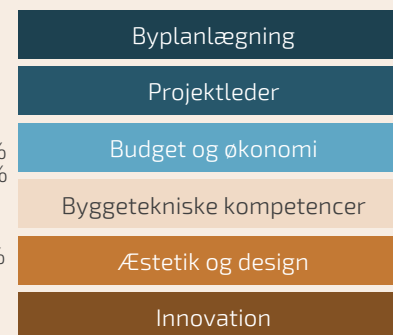 Byplanlægning
Projektleder
Budget og økonomi
%
%
Byggetekniske kompetencer
Æstetik og design
%
Innovation